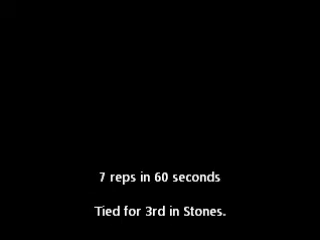 7 reps in 60 seconds
Tied for 3rd in Stones.